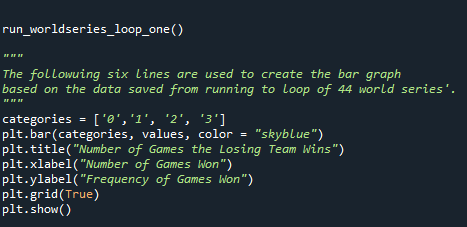 run_worldseries_loop_one()
"""
The followuing six lines are used to create the bar graph
based on the data saved from running to loop of 44 world series'.
"""
categories = ['0','1', '2', '3']
plt.bar(categories, values, color = "skyblue")
plt.title("Number of Games the Losing Team Wins")
plt.xlabel("Number of Games Won")
plt.ylabel("Frequency of Games Won")
plt.grid(True)
plt.show()